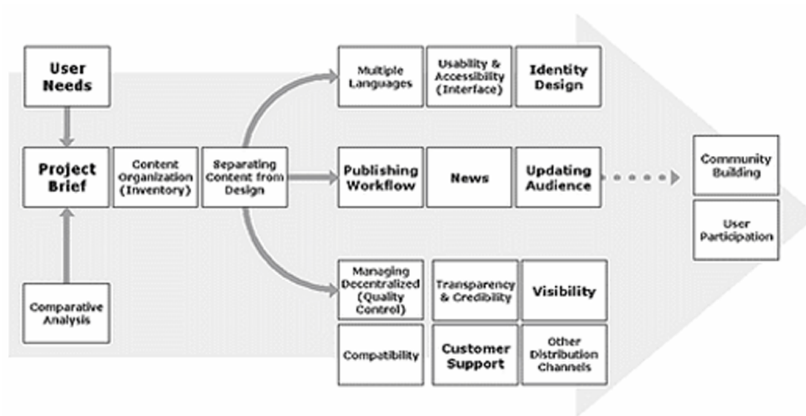 User
Needs
Project
Brief
Comparative
Analysis
Content
Organization
(Inventory)
Separating
Content from
Design
Multiple
Languages
Usability &
Accessibility
(Interface)
Identity
Design
Publishing
Workflow
News
Updating
Audience
Managing
Decentralized
(Quality
Control)
Transparency
& Credibility
Visibility
Compatibility
Customer
Support
Other
Distribution
Channels
Community
Building
User
Participation